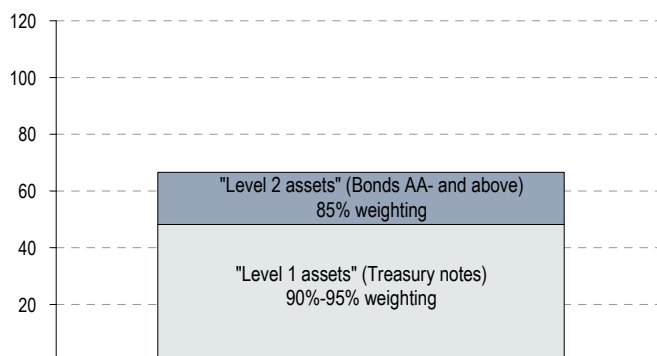 120
100
80
"Level 2 assets" (Bonds AA- and above)
60
85% weighting
40
"Level 1 assets" (Treasury notes)
90%-95% weighting
20